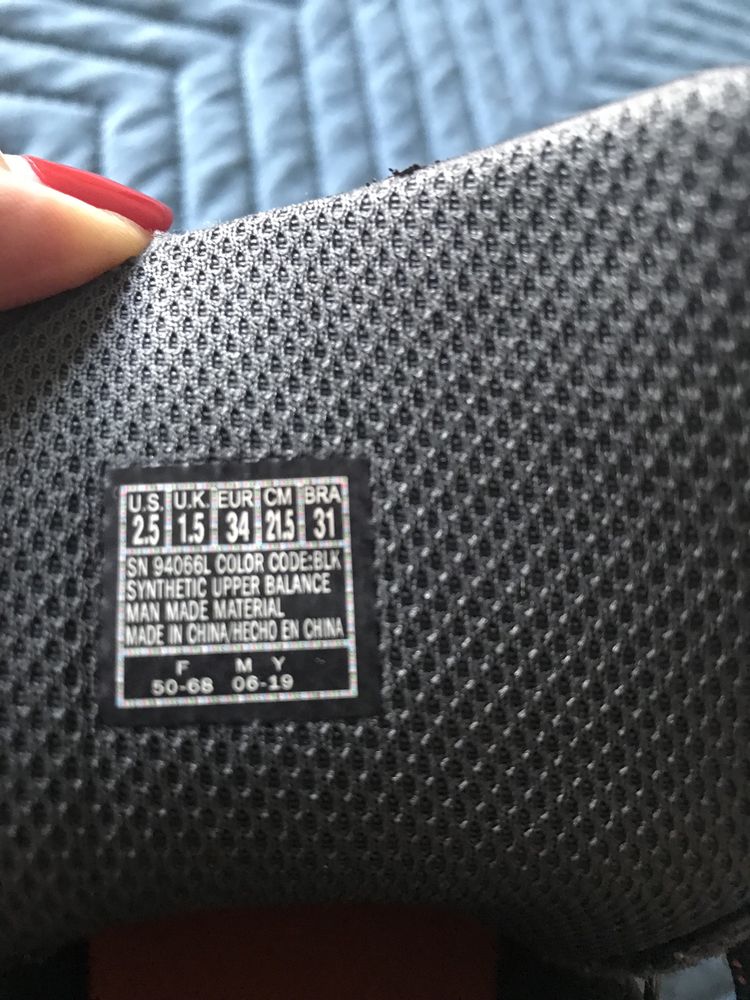 U.S. U.K EUR CM BRA
2.5 1.5 34 21.5 31
SN 94066L COLOR CODE:BLK
SYNTHETIC UPPER BALANCE
MAN MADE MATERIAL
MADE IN CHINA/HECHO EN CHINA
F M Y
50-68 06-19